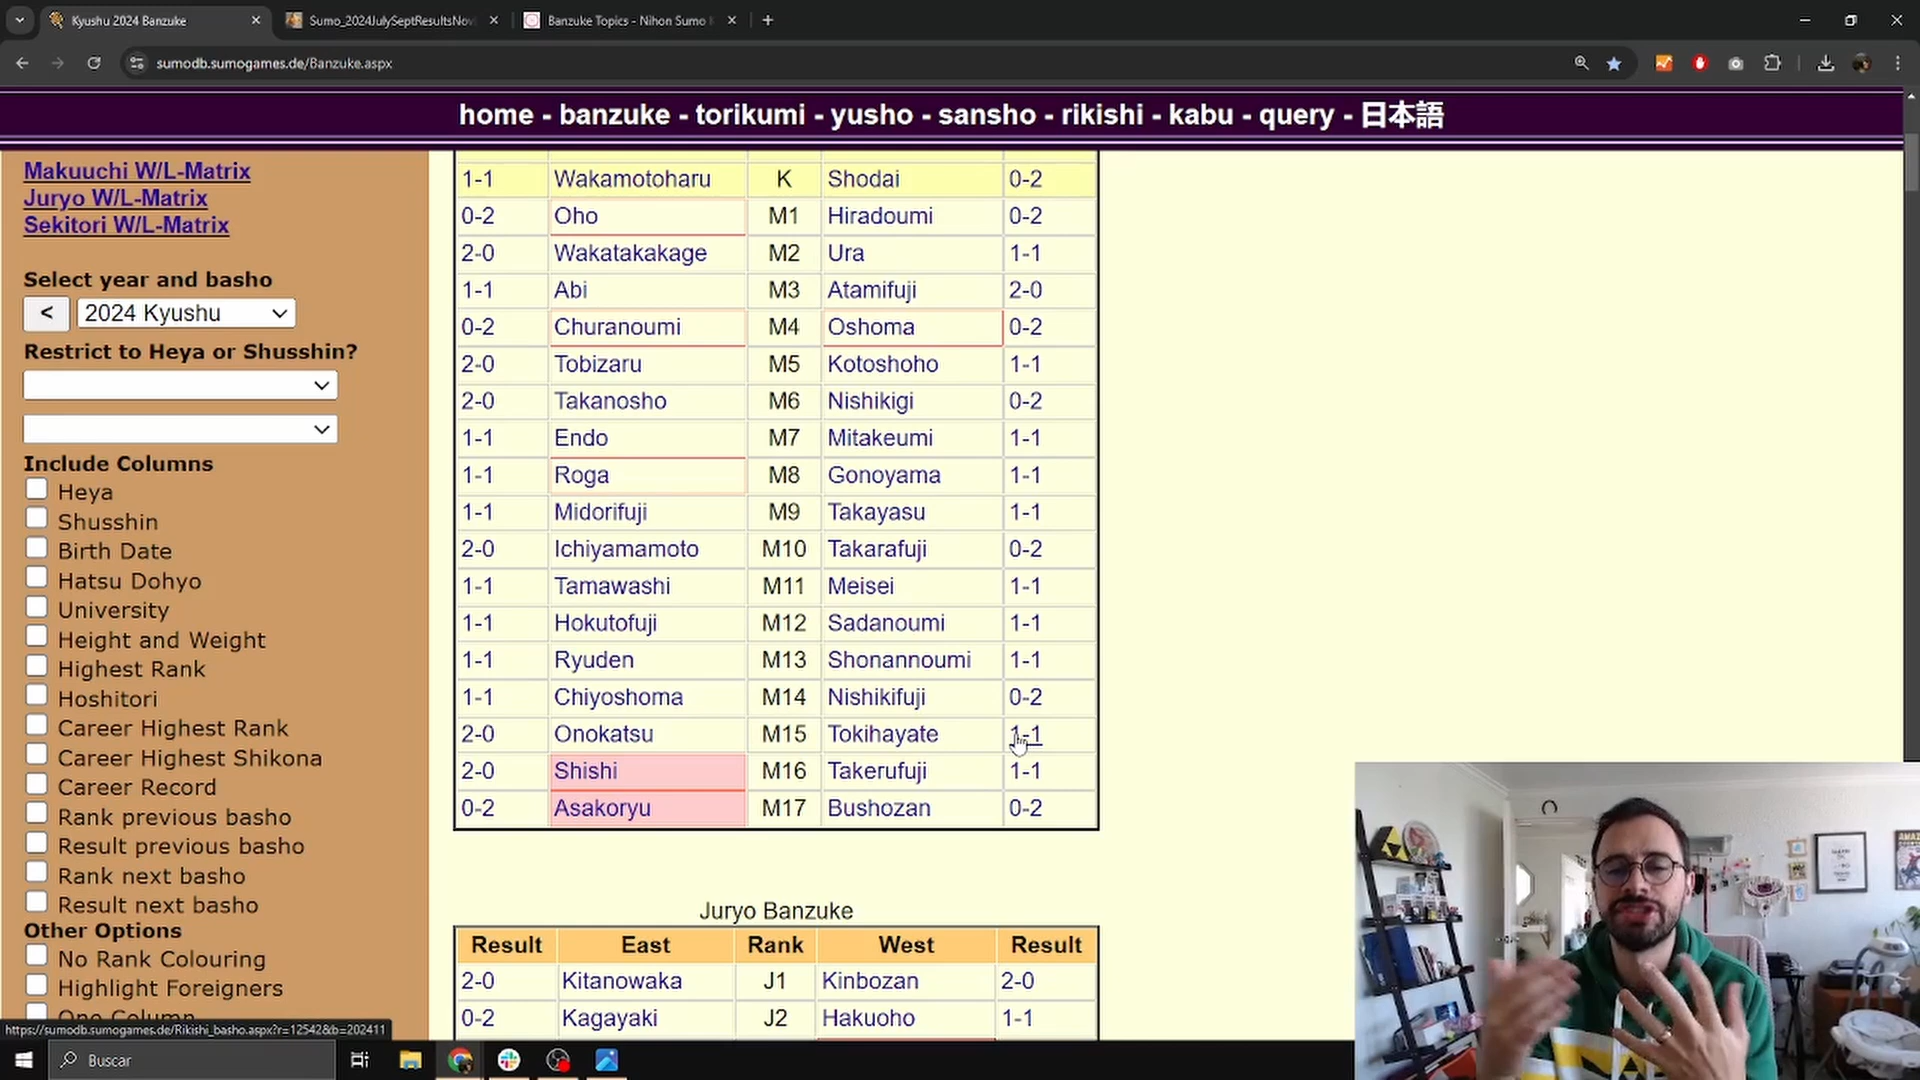 Kyushu 2024 Banzuke
Sumo_2024JulySeptResultsNov
Banzuke Topics - Nihon Sumo
sumodb.sumogames.de/Banzuke.aspx
home - banzuke - torikumi - yusho - sansho - rikishi - kabu - query - 日本語
Makuuchi W/L-Matrix
Juryo W/L-Matrix
Sekitori W/L-Matrix
Select year and basho
< 2024 Kyushu
Restrict to Heya or Shusshin?
Include Columns
Heya
Shusshin
Birth Date
Hatsu Dohyo
University
Height and Weight
Highest Rank
Hoshitori
Career Highest Rank
Career Highest Shikona
Career Record
Rank previous basho
Result previous basho
Rank next basho
Result next basho
Other Options
No Rank Colouring
Highlight Foreigners
One Column
1-1 Wakamotoharu K Shodai 0-2
0-2 Oho M1 Hiradoumi 0-2
2-0 Wakatakakage M2 Ura 1-1
1-1 Abi M3 Atamifuji 2-0
0-2 Churanoumi M4 Oshoma 0-2
2-0 Tobizaru M5 Kotoshoho 1-1
2-0 Takanosho M6 Nishikigi 0-2
1-1 Endo M7 Mitakeumi 1-1
1-1 Roga M8 Gonoyama 1-1
1-1 Midorifuji M9 Takayasu 1-1
2-0 Ichiyamamoto M10 Takarafuji 0-2
1-1 Tamawashi M11 Meisei 1-1
1-1 Hokutofuji M12 Sadanoumi 1-1
1-1 Ryuden M13 Shonannoumi 1-1
1-1 Chiyoshoma M14 Nishikifuji 0-2
2-0 Onokatsu M15 Tokihayate 1-1
2-0 Shishi M16 Takerufuji 1-1
0-2 Asakoryu M17 Bushozan 0-2
Juryo Banzuke
Result East Rank West Result
2-0 Kitanowaka J1 Kinbozan 2-0
0-2 Kagayaki J2 Hakuoho 1-1
https://sumodb.sumogames.de/Rikishi_basho.aspx?r=12542&b=202411
Buscar